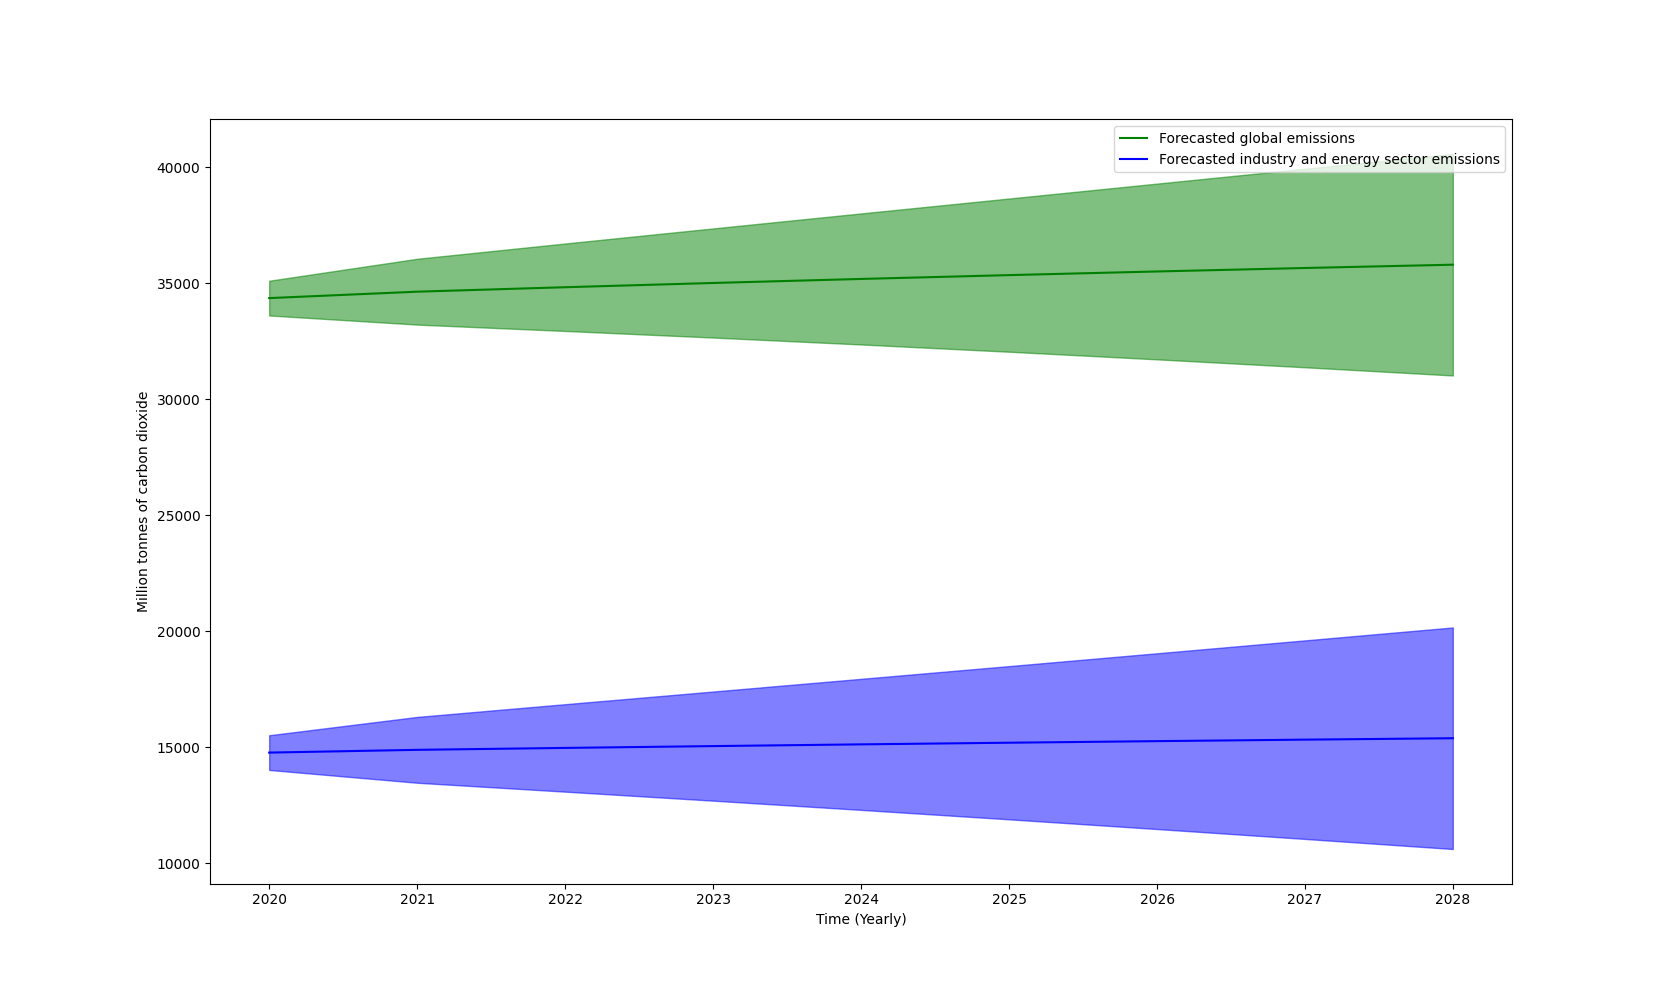 Forecasted global emissions
Forecasted industry and energy sector emissions
40000
35000
30000
25000
20000
15000
10000
Million tonnes of carbon dioxide
2020 2021 2022 2023 2024 2025 2026 2027 2028
Time (Yearly)